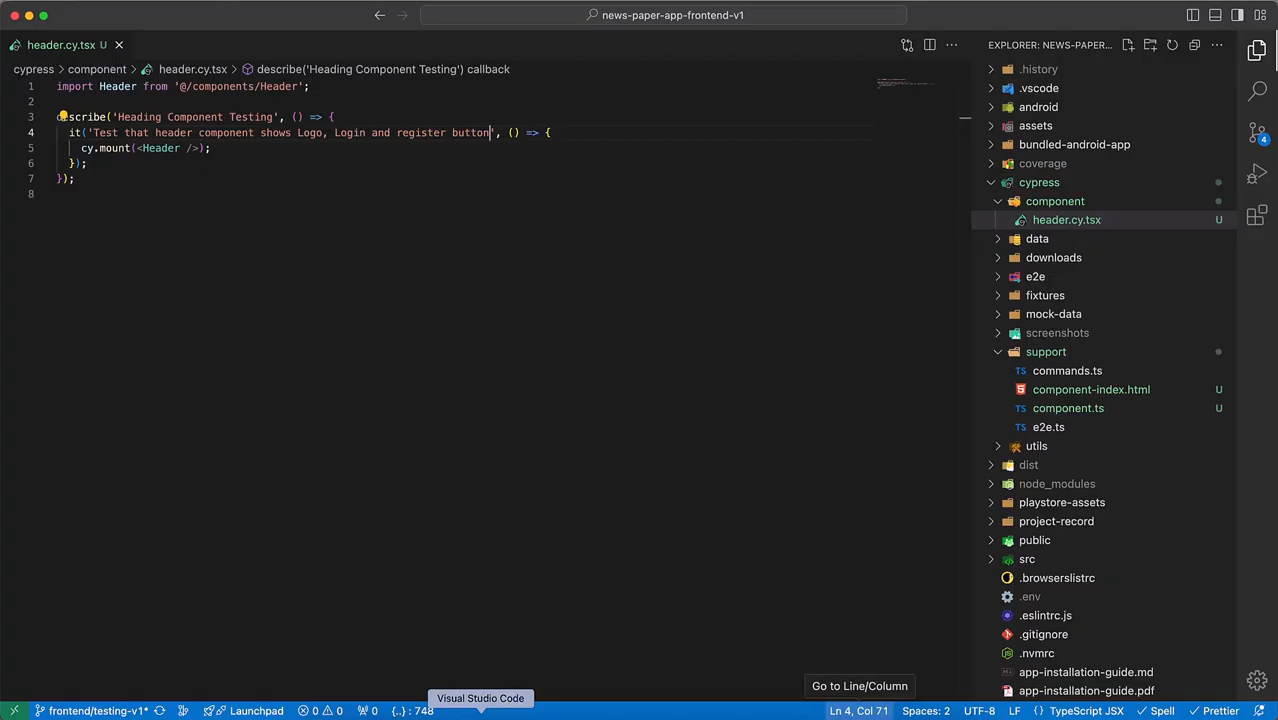 news-paper-app-frontend-v1
header.cy.tsx U
EXPLORER: NEWS-PAPER...
cypress > component > header.cy.tsx > describe('Heading Component Testing') callback
1 import Header from '@/components/Header';
2
3 describe('Heading Component Testing', () => {
4 it('Test that header component shows Logo, Login and register button', () => {
5 cy.mount(<Header />);
6 });
7 });
8
.history
.vscode
android
assets
bundled-android-app
coverage
cypress
component
header.cy.tsx U
data
downloads
e2e
fixtures
mock-data
screenshots
support
TS commands.ts
component-index.html U
TS component.ts U
TS e2e.ts
utils
dist
node_modules
playstore-assets
project-record
public
src
.browserslistrc
.env
.eslintrc.js
.gitignore
.nvmrc
app-installation-guide.md
app-installation-guide.pdf
4
Go to Line/Column
Visual Studio Code
frontend/testing-v1* Launchpad 0 0 0 {..} : 748 Ln 4, Col 71 Spaces: 2 UTF-8 LF {} TypeScript JSX Spell Prettier